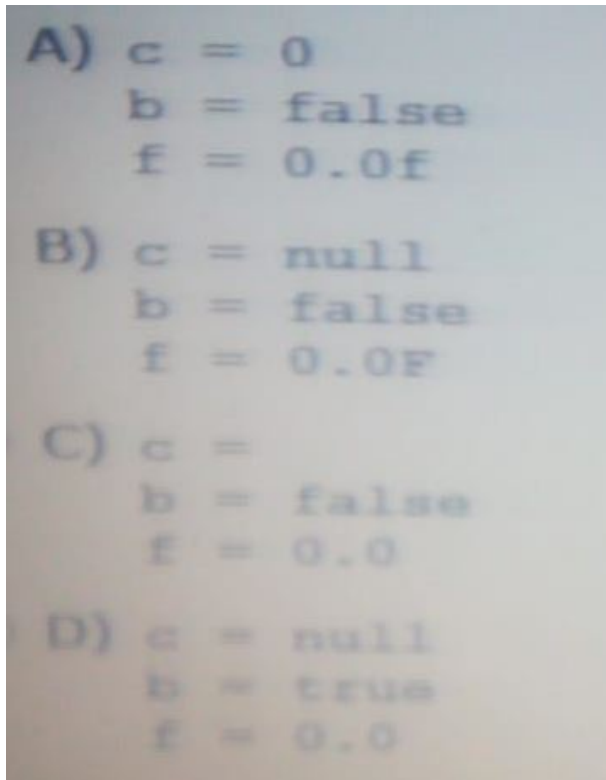 A) c = 0
b = false
f = 0.0f
B) c = null
b = false
f = 0.0F
C) c =
b = false
f = 0.0
D) c = null
b = true
f = 0.0